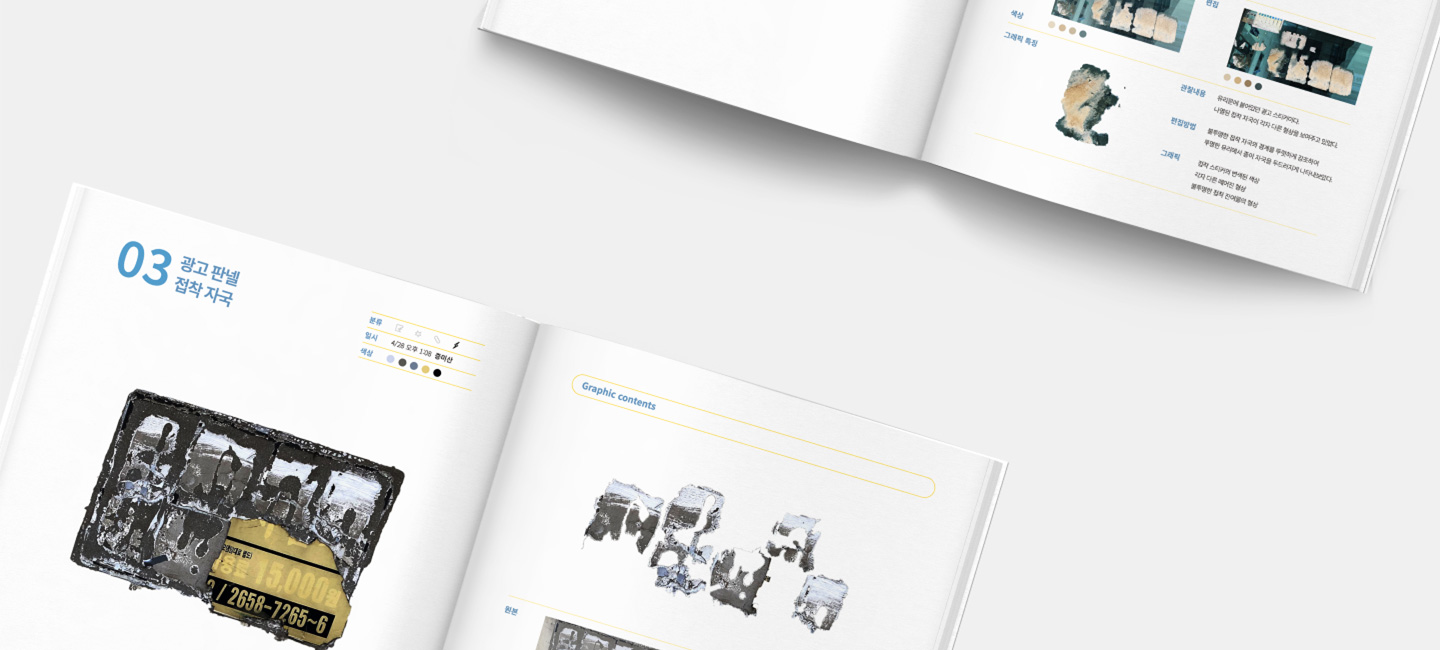 색상
그래픽 특징
편집
관찰내용
유리문에 붙어있던 광고 스티커이다.
나열된 접착 자국이 각자 다른 형상을 보여주고 있었다.
편집방법
불투명한 접착 자국의 경계를 뚜렷하게 강조하여
투명한 유리에서 종이 자국을 두드러지게 나타내보았다.
그래픽
접착 스티커의 변색된 색상
각자 다른 떼어진 형상
불투명한 접착 잔여물의 형상
03 광고 판넬
접착 자국
분류
일시 4/28 오후 1:08 증미산
색상
15,000원
/ 2658-7265~6
Graphic contents
원본